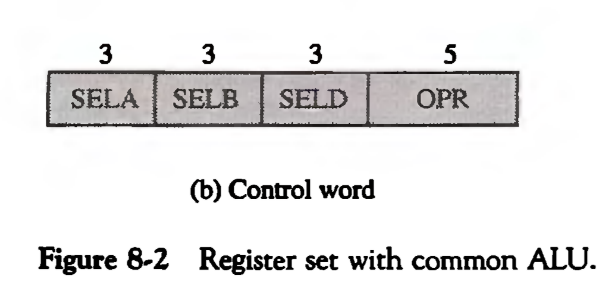 3 3 3 5
SELA SELB SELD OPR
(b) Control word
Figure 8-2 Register set with common ALU.